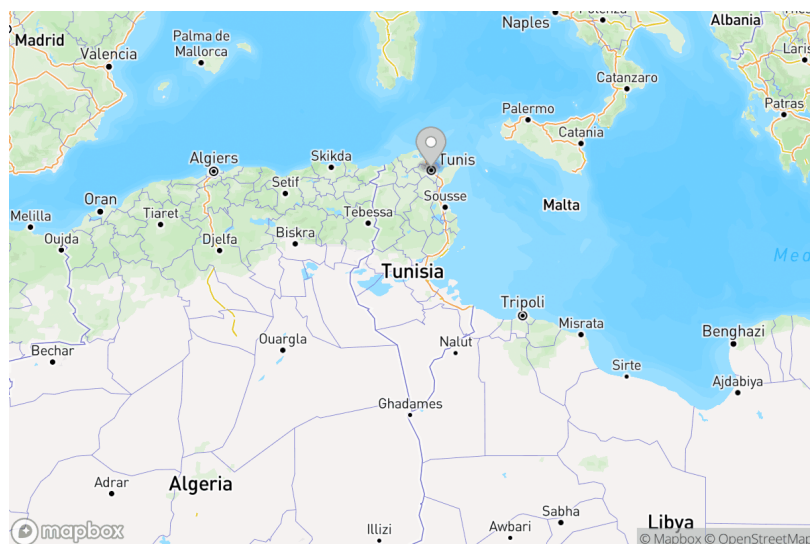 Naples
Potenza
Albania
Madrid
Palma de
Mallorca
Valencia
Catanzaro
Palermo
Patras
Catania
Algiers
Skikda
Tunis
Oran
Setif
Sousse
Malta
Melilla
Tiaret
Tebessa
Oujda
Djelfa
Biskra
Tunisia
Tripoli
Misrata
Benghazi
Bechar
Ouargla
Nalut
Sirte
Ajdabiya
Ghadames
Adrar
Algeria
Illizi
Awbari
Sabha
Libya
mapbox
© Mapbox © OpenStreetMap